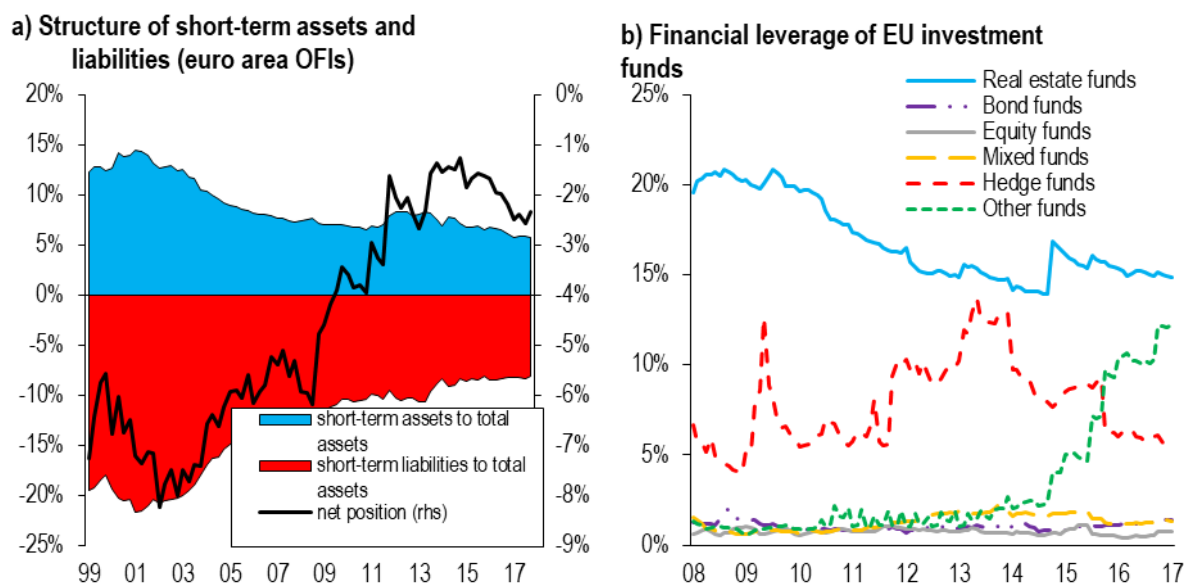 a) Structure of short-term assets and
liabilities (euro area OFIs)
20%
15%
10%
5%
0%
-5%
-10%
-15%
-20%
-25%
0%
-1%
-2%
-3%
-4%
-5%
-6%
-7%
-8%
-9%
short-term assets to total
assets
short-term liabilities to total
assets
net position (rhs)
99 01 03 05 07 09 11 13 15 17
b) Financial leverage of EU investment
funds
25%
20%
15%
10%
5%
0%
Real estate funds
Bond funds
Equity funds
Mixed funds
Hedge funds
Other funds
08 09 10 11 12 13 14 15 16 17